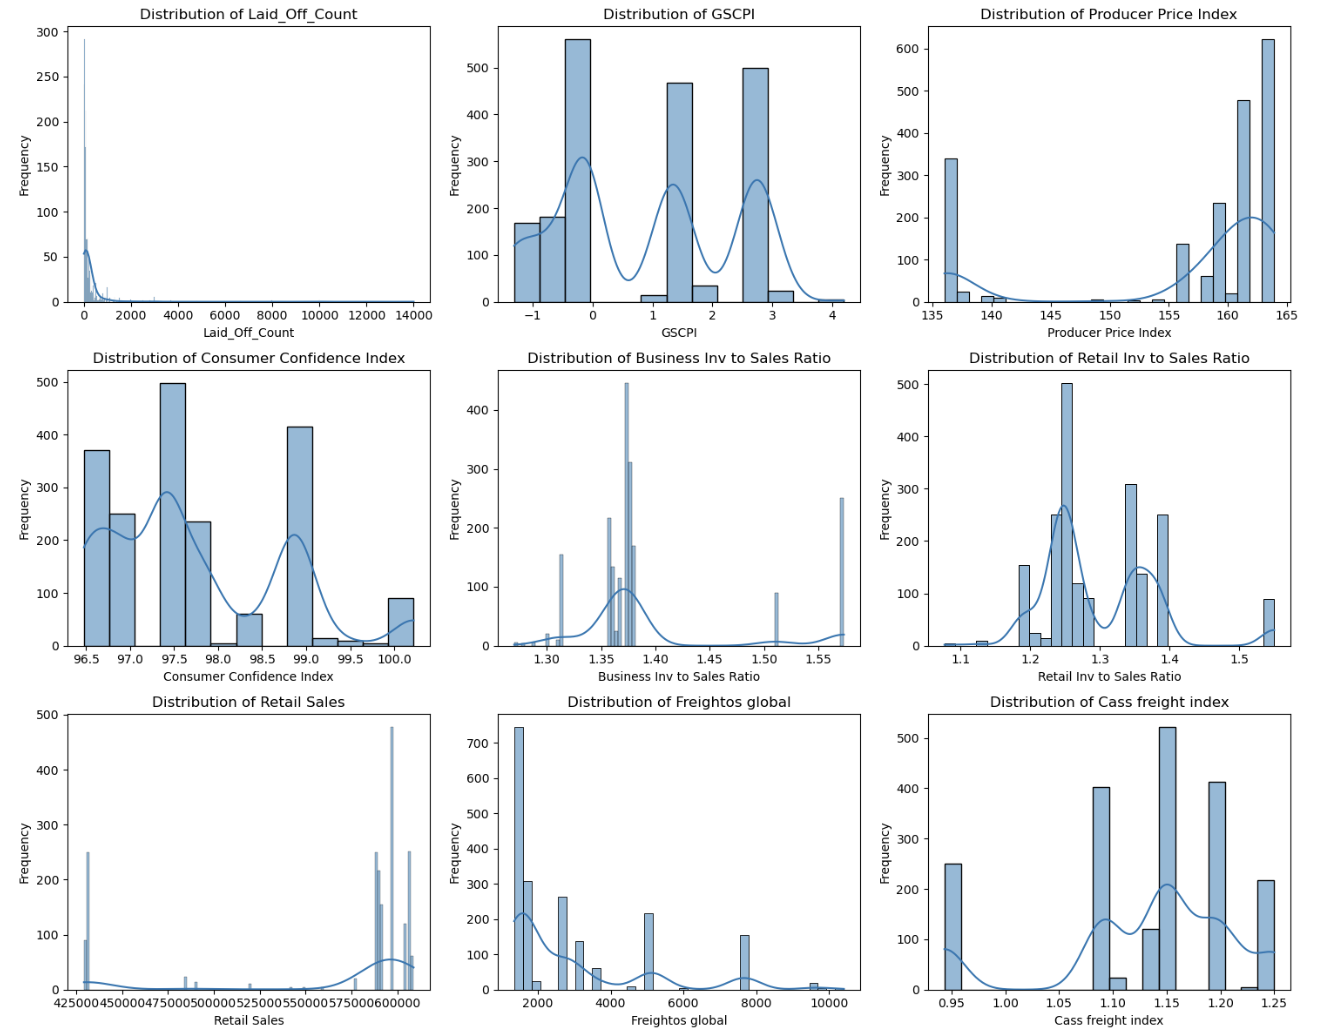 Distribution of Laid_Off_Count
Frequency
300
250
200
150
100
50
0
0 2000 4000 6000 8000 10000 12000 14000
Laid_Off_Count
Distribution of GSCPI
Frequency
500
400
300
200
100
0
−1 0 1 2 3 4
GSCPI
Distribution of Producer Price Index
Frequency
600
500
400
300
200
100
0
135 140 145 150 155 160 165
Producer Price Index
Distribution of Consumer Confidence Index
Frequency
500
400
300
200
100
0
96.5 97.0 97.5 98.0 98.5 99.0 99.5 100.0
Consumer Confidence Index
Distribution of Business Inv to Sales Ratio
Frequency
400
300
200
100
0
1.30 1.35 1.40 1.45 1.50 1.55
Business Inv to Sales Ratio
Distribution of Retail Inv to Sales Ratio
Frequency
500
400
300
200
100
0
1.1 1.2 1.3 1.4 1.5
Retail Inv to Sales Ratio
Distribution of Retail Sales
Frequency
500
400
300
200
100
0
Retail Sales
Distribution of Freightos global
Frequency
700
600
500
400
300
200
100
0
2000 4000 6000 8000 10000
Freightos global
Distribution of Cass freight index
Frequency
500
400
300
200
100
0
0.95 1.00 1.05 1.10 1.15 1.20 1.25
Cass freight index